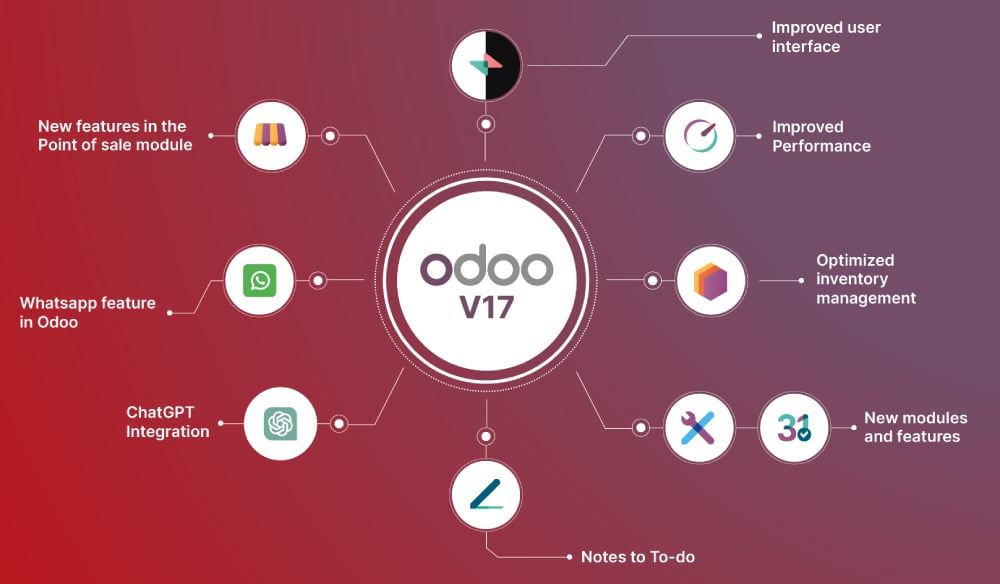 Improved user
interface
New features in the
Point of sale module
Improved
Performance
odoo
V17
Whatsapp feature
in Odoo
Optimized
inventory
management
ChatGPT
Integration
31
New modules
and features
Notes to To-do